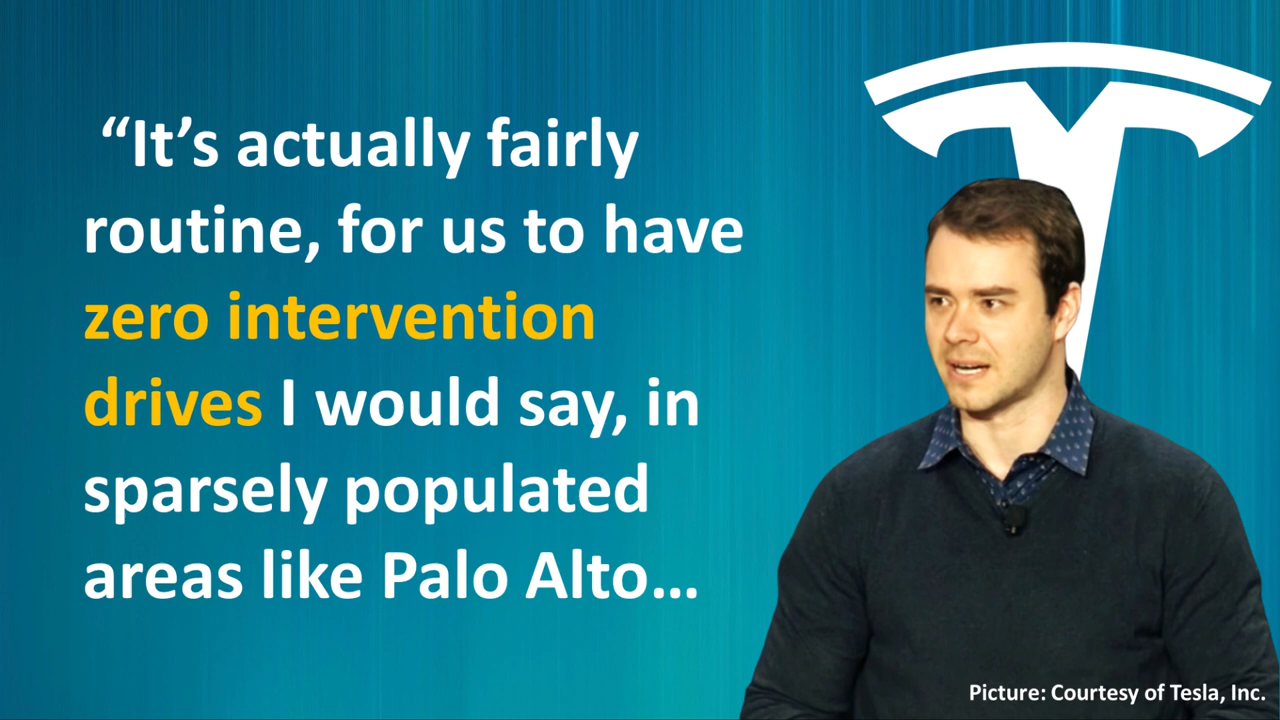 “It’s actually fairly
routine, for us to have
zero intervention
drives I would say, in
sparsely populated
areas like Palo Alto…
Picture: Courtesy of Tesla, Inc.